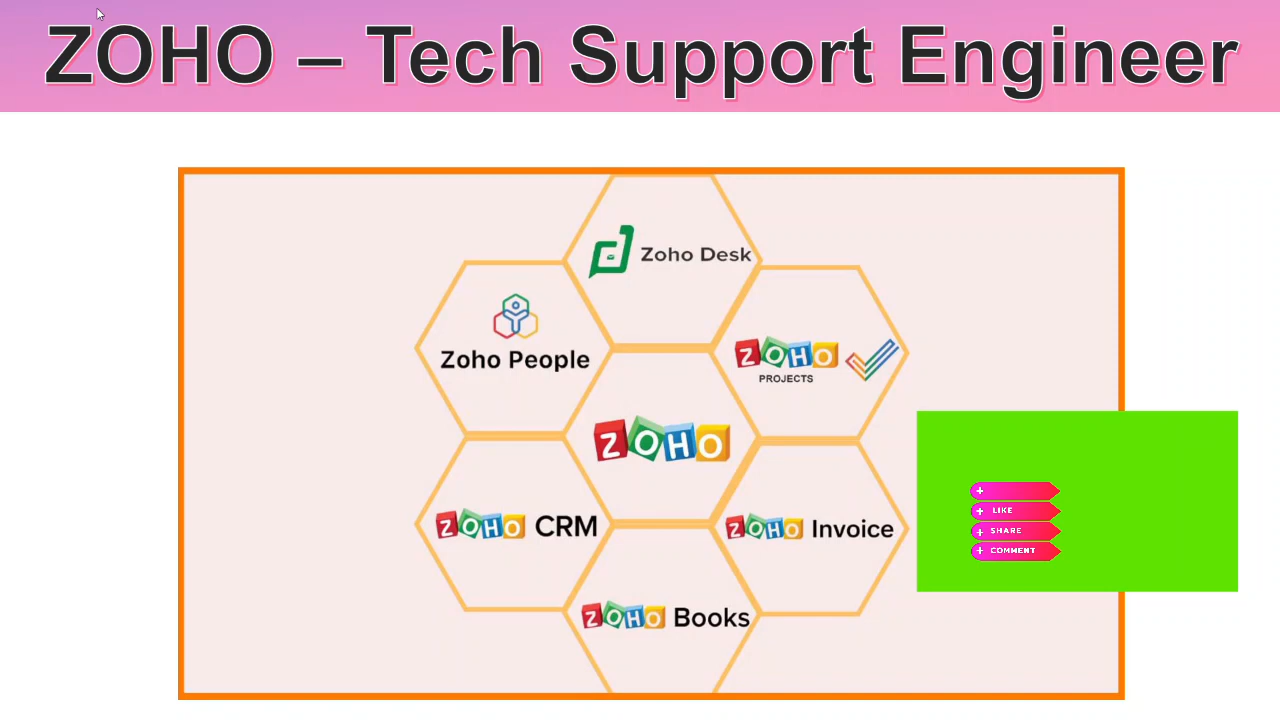 ZOHO – Tech Support Engineer
Zoho Desk
Zoho People
ZOHO
PROJECTS
ZOHO
ZOHO CRM
ZOHO Invoice
ZOHO Books
LIKE
SHARE
COMMENT